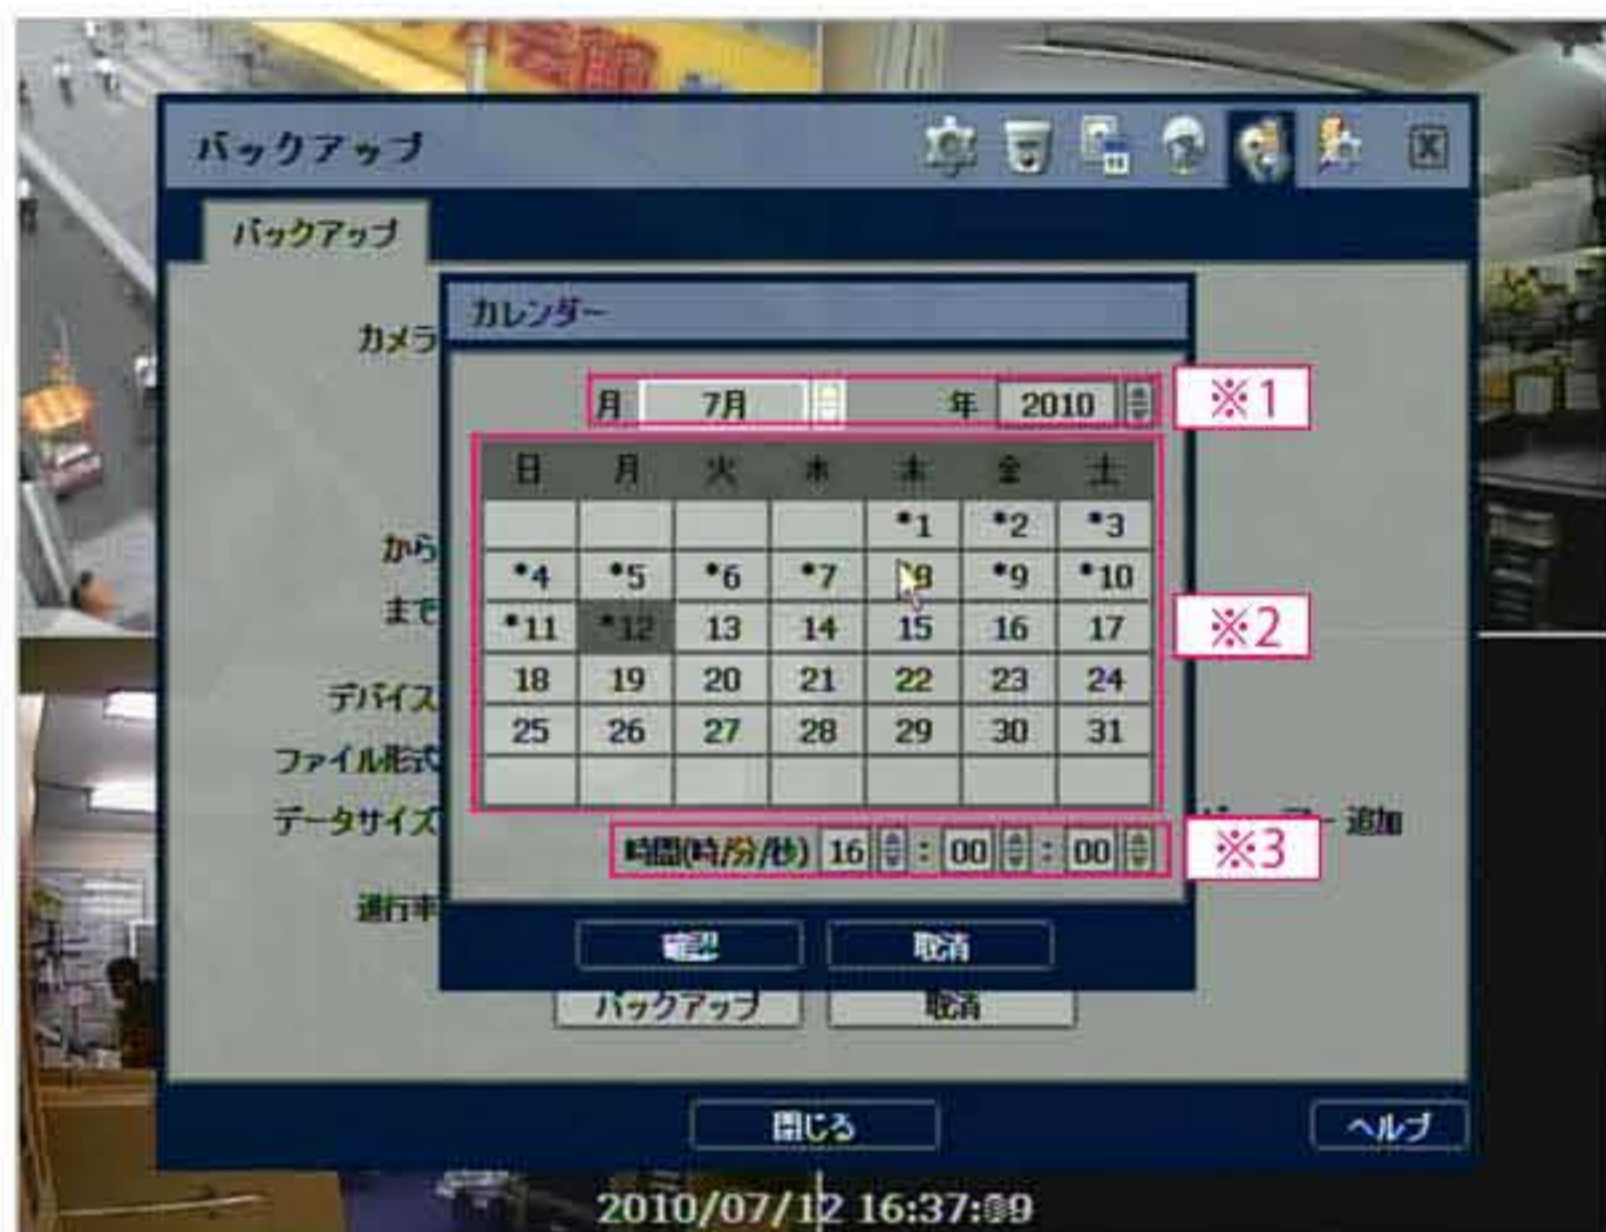 バックアップ
バックアップ
カレンダー
カメラ
月 7月 年 2010
※1
日 月 火 水 木 金 土
•1 •2 •3
から
•4 •5 •6 •7 •9 •10
まで
•11 •12 13 14 15 16 17
※2
デバイス
18 19 20 21 22 23 24
ファイル形式
25 26 27 28 29 30 31
データサイズ
追加
時間(時/分/秒) 16 : 00 : 00
※3
進行率
確認 取消
バックアップ 取消
閉じる ヘルプ
2010/07/12 16:37: